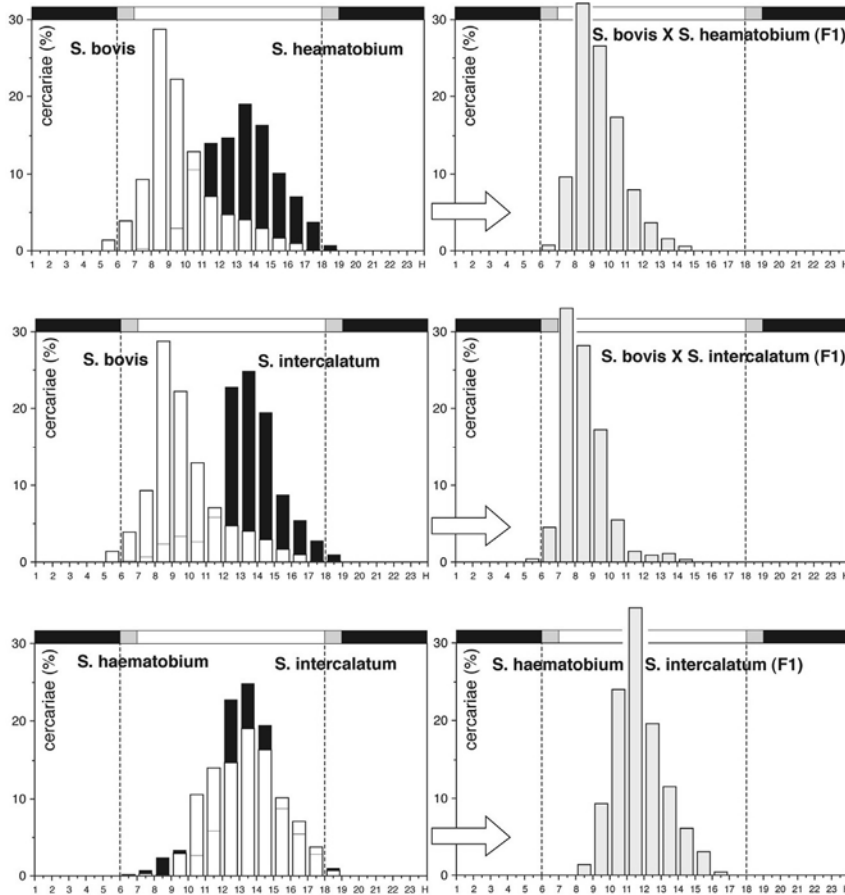 30
20
10
0
cercariae (%)
S. bovis
S. heamatobium
1 2 3 4 5 6 7 8 9 10 11 12 13 14 15 16 17 18 19 20 21 22 23 H
30
20
10
0
cercariae (%)
S. bovis X S. heamatobium (F1)
1 2 3 4 5 6 7 8 9 10 11 12 13 14 15 16 17 18 19 20 21 22 23 H
30
20
10
0
cercariae (%)
S. bovis
S. intercalatum
1 2 3 4 5 6 7 8 9 10 11 12 13 14 15 16 17 18 19 20 21 22 23 H
30
20
10
0
cercariae (%)
S. bovis X S. intercalatum (F1)
1 2 3 4 5 6 7 8 9 10 11 12 13 14 15 16 17 18 19 20 21 22 23 H
30
20
10
0
cercariae (%)
S. haematobium
S. intercalatum
1 2 3 4 5 6 7 8 9 10 11 12 13 14 15 16 17 18 19 20 21 22 23 H
30
20
10
0
cercariae (%)
S. haematobium S. intercalatum (F1)
1 2 3 4 5 6 7 8 9 10 11 12 13 14 15 16 17 18 19 20 21 22 23 H